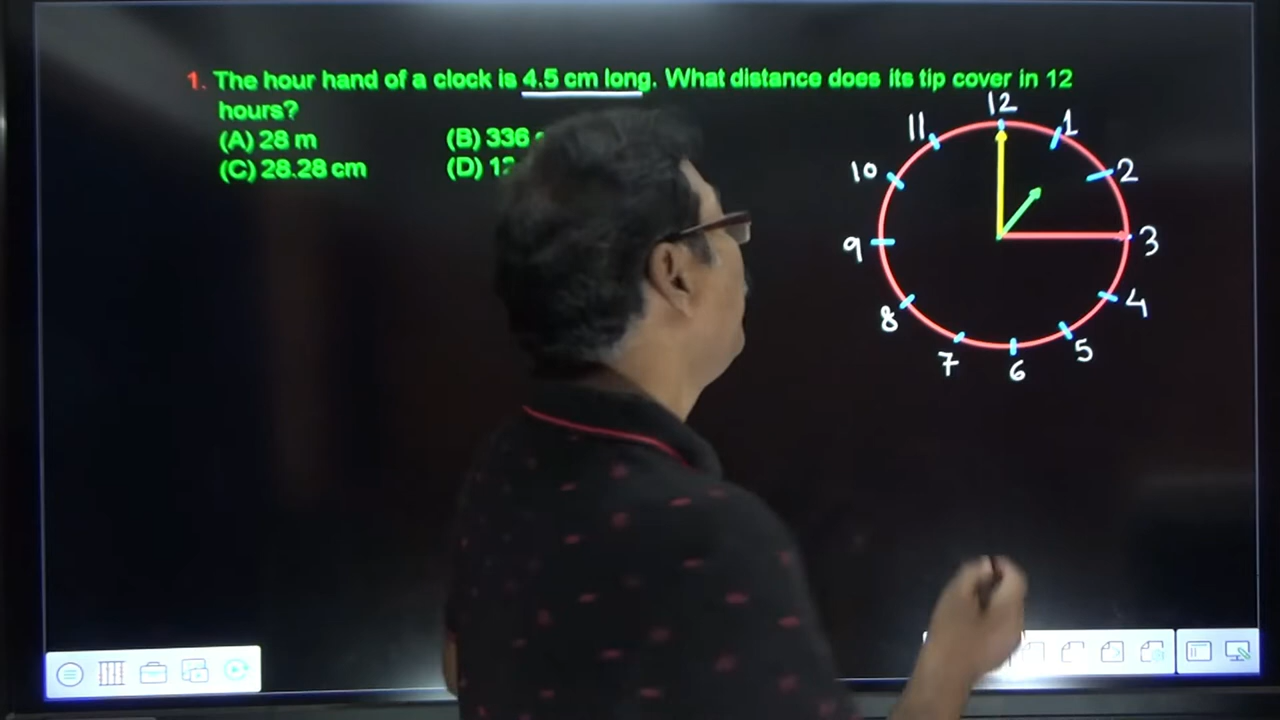 1. The hour hand of a clock is 4.5 cm long. What distance does its tip cover in 12
hours?
(A) 28 m (B) 336
(C) 28.28 cm (D)
12
11 1
10 2
9 3
8 4
7 5
6